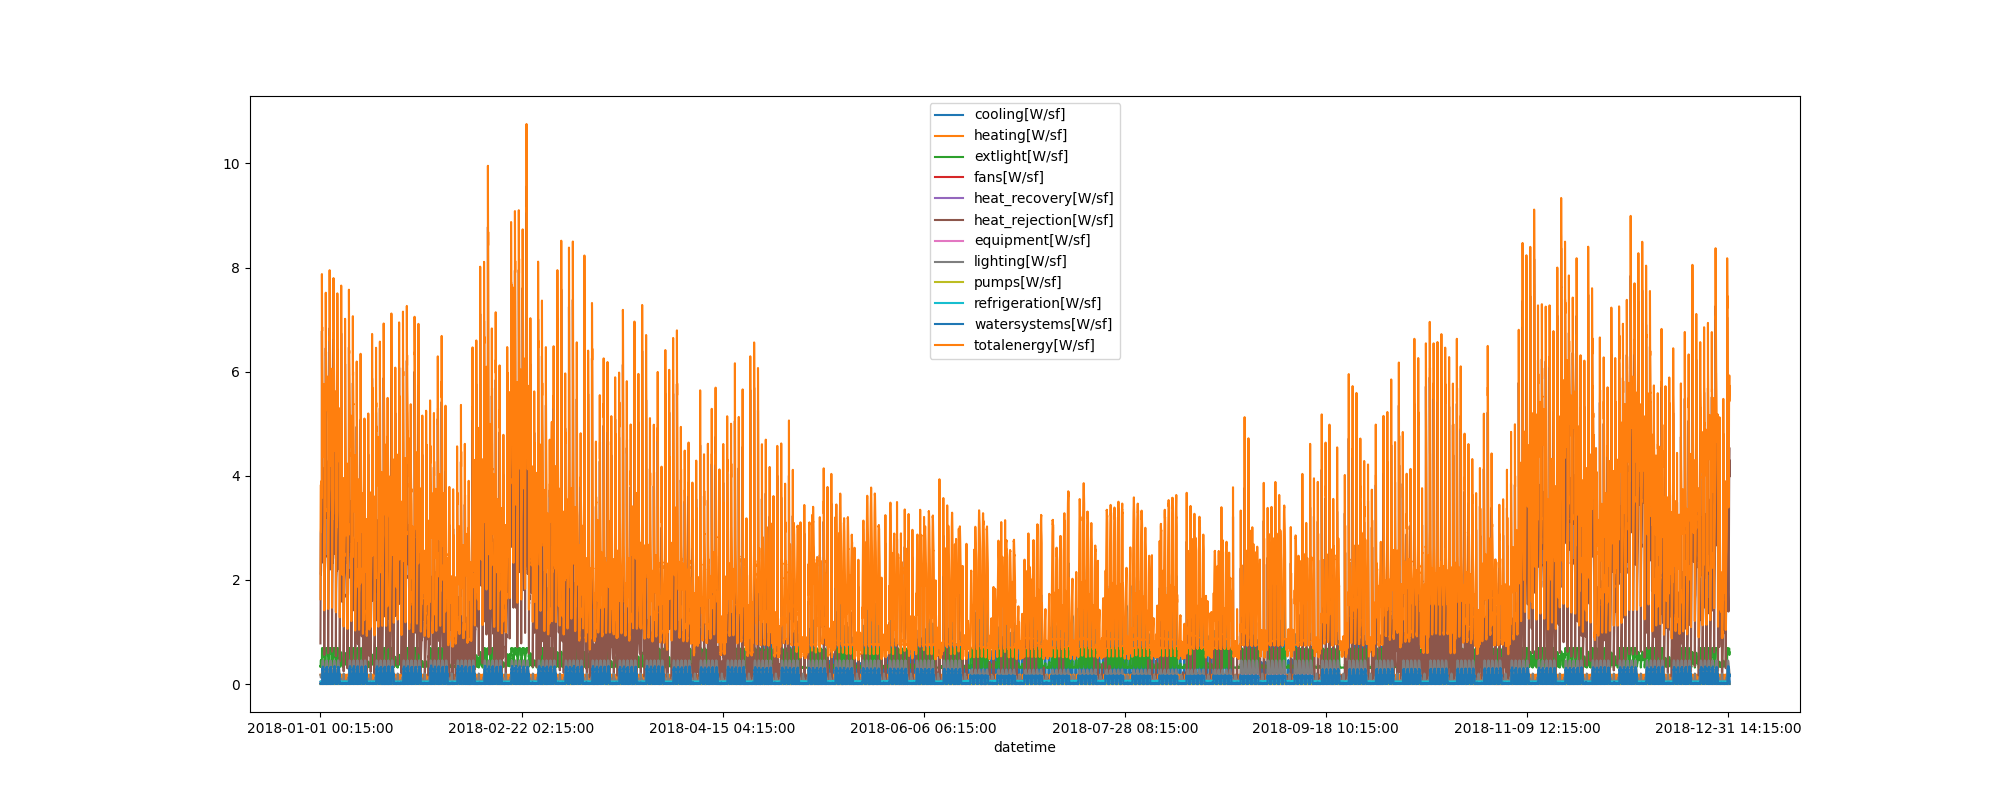 cooling[W/sf]
heating[W/sf]
extlight[W/sf]
fans[W/sf]
heat_recovery[W/sf]
heat_rejection[W/sf]
equipment[W/sf]
lighting[W/sf]
pumps[W/sf]
refrigeration[W/sf]
watersystems[W/sf]
totalenergy[W/sf]
10
8
6
4
2
0
2018-01-01 00:15:00 2018-02-22 02:15:00 2018-04-15 04:15:00 2018-06-06 06:15:00 2018-07-28 08:15:00 2018-09-18 10:15:00 2018-11-09 12:15:00 2018-12-31 14:15:00
datetime